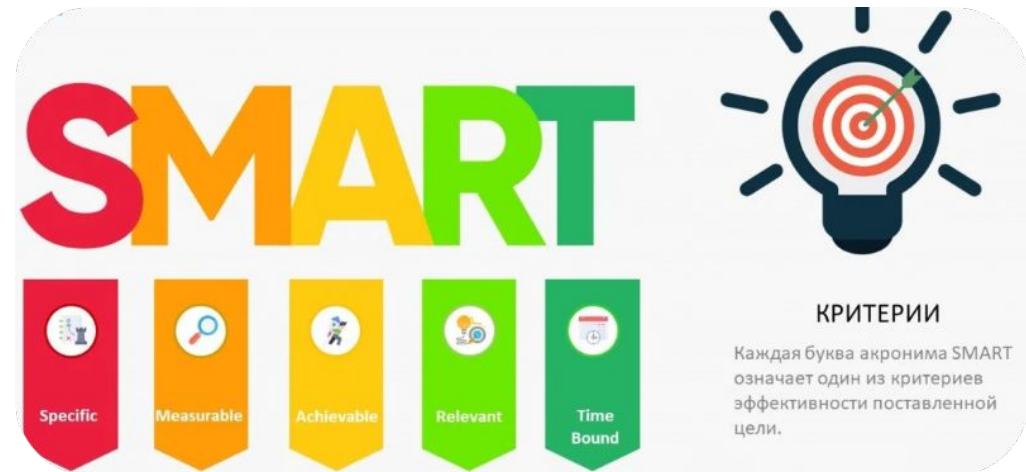 SMART
Specific
Measurable
Achievable
Relevant
Time
Bound
КРИТЕРИИ
Каждая буква акронима SMART
означает один из критериев
эффективности поставленной
цели.